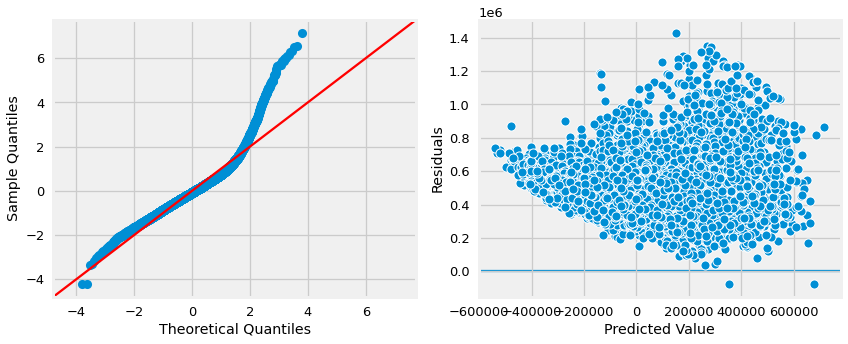 1e6
6
4
2
0
−2
−4
Sample Quantiles
−4 −2 0 2 4 6
Theoretical Quantiles
1.4
1.2
1.0
0.8
0.6
0.4
0.2
0.0
Residuals
−600000 −400000 −200000 0 200000 400000 600000
Predicted Value